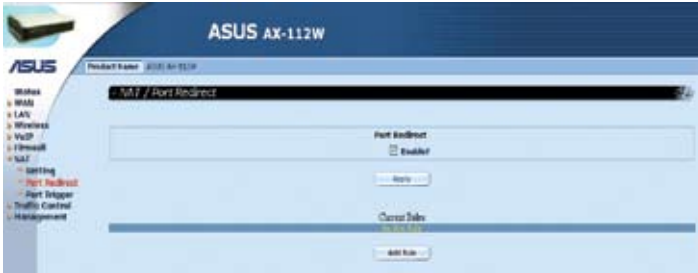 ASUS AX-112W
ASUS
Product Name
- NAT / Port Redirect
Status
WAN
LAN
Wireless
VoIP
Firewall
NAT
Setting
Port Redirect
Port Trigger
Traffic Control
Management
Port Redirect
Enable?
Apply
Current Rules
Add Rule